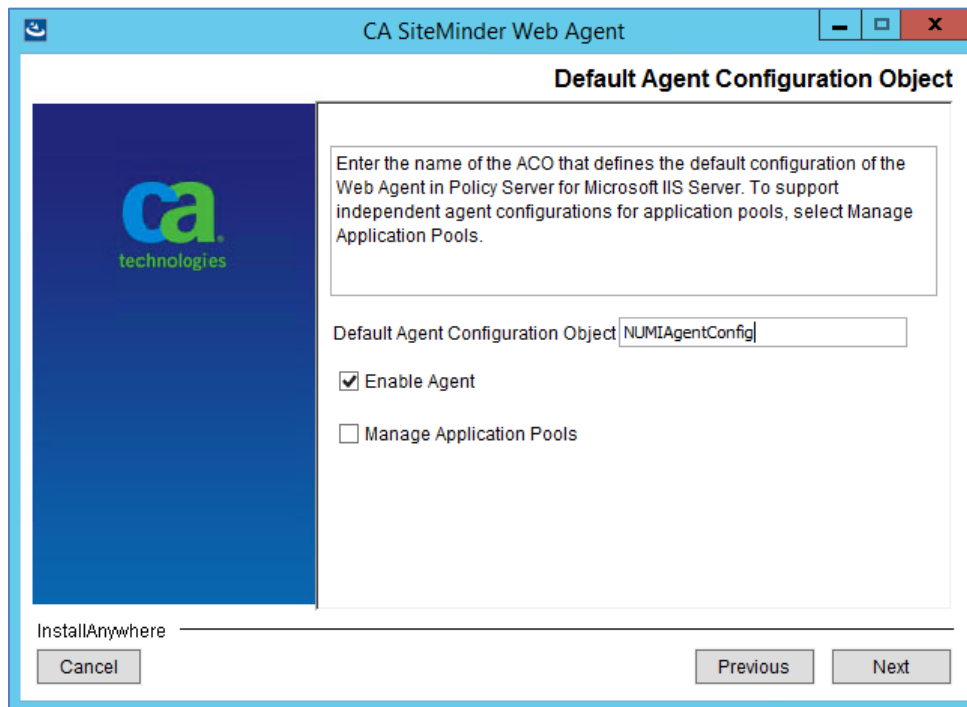 CA SiteMinder Web Agent
Default Agent Configuration Object
ca
technologies
Enter the name of the ACO that defines the default configuration of the
Web Agent in Policy Server for Microsoft IIS Server. To support
independent agent configurations for application pools, select Manage
Application Pools.
Default Agent Configuration Object NUMIAgentConfig
Enable Agent
Manage Application Pools
InstallAnywhere
Cancel Previous Next